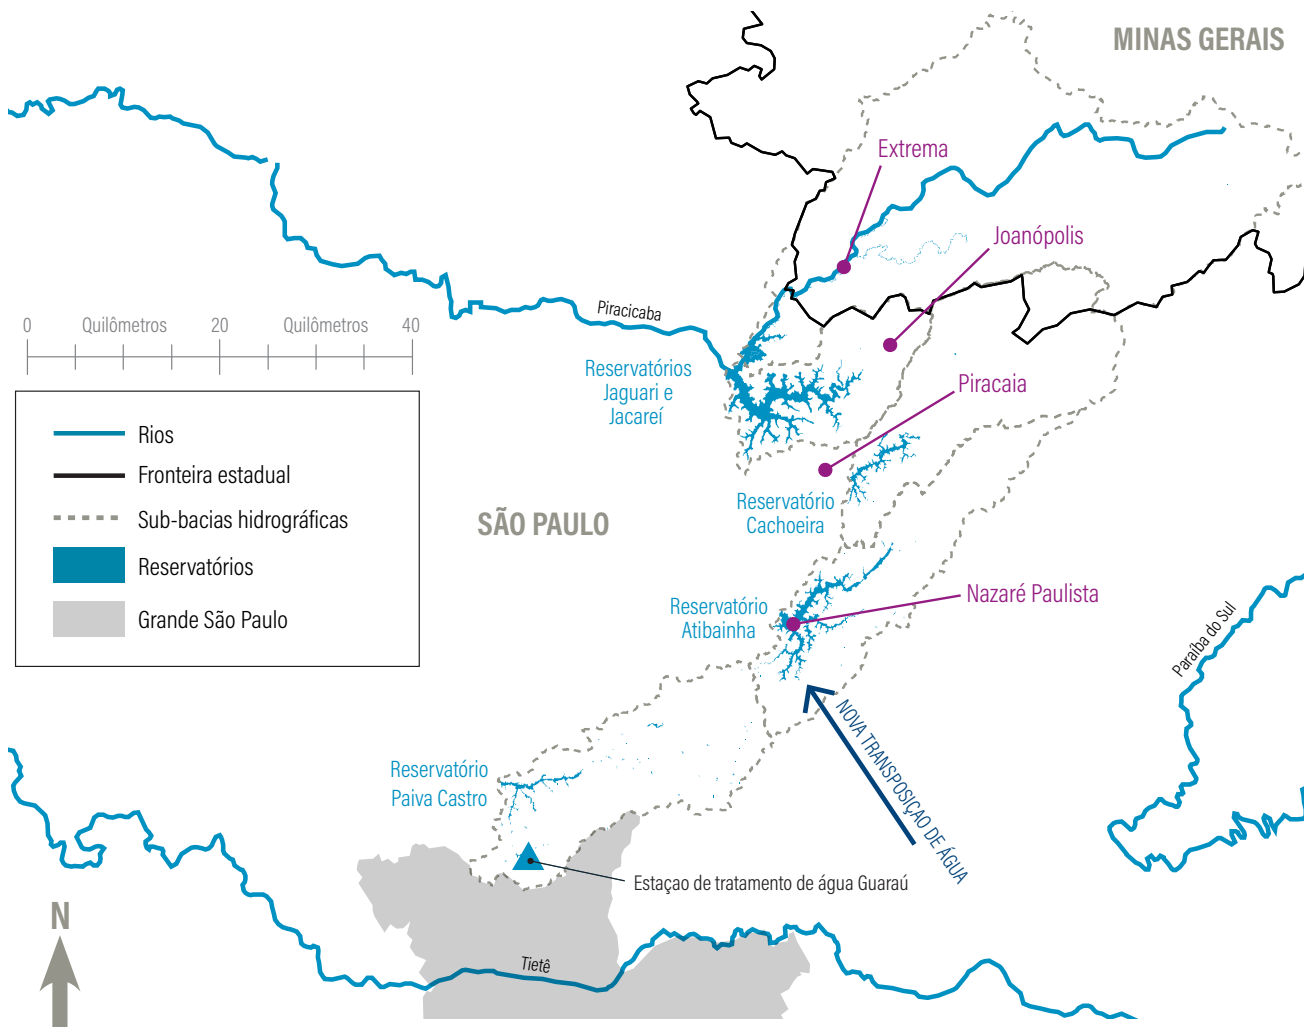 MINAS GERAIS
Extrema
Joanópolis
Piracicaba
0 Quilômetros 20 Quilômetros 40
Reservatórios
Jaguari e
Jacareí
Piracaia
Rios
Fronteira estadual
Sub-bacias hidrográficas
Reservatórios
Grande São Paulo
Reservatório
Cachoeira
SÃO PAULO
Reservatório
Atibainha
Nazaré Paulista
Paraíba do Sul
NOVA TRANSPOSIÇAO DE ÁGUA
Reservatório
Paiva Castro
Estaçao de tratamento de água Guaraú
N
Tietê